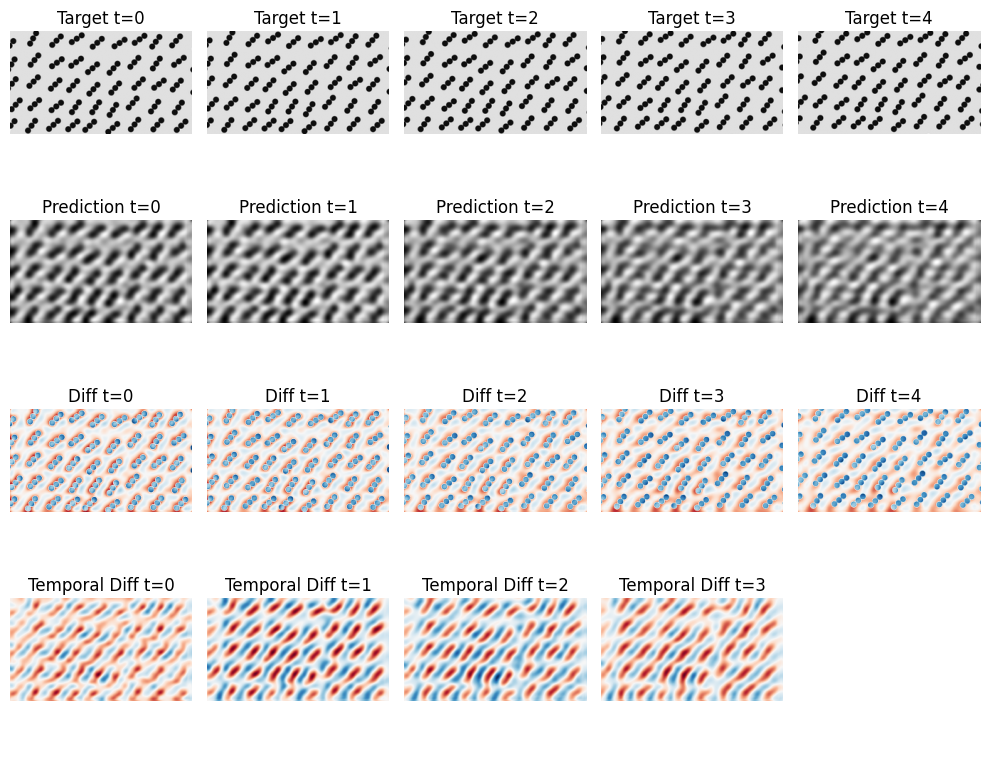 Target t=0 Target t=1 Target t=2 Target t=3 Target t=4
Prediction t=0 Prediction t=1 Prediction t=2 Prediction t=3 Prediction t=4
Diff t=0 Diff t=1 Diff t=2 Diff t=3 Diff t=4
Temporal Diff t=0 Temporal Diff t=1 Temporal Diff t=2 Temporal Diff t=3